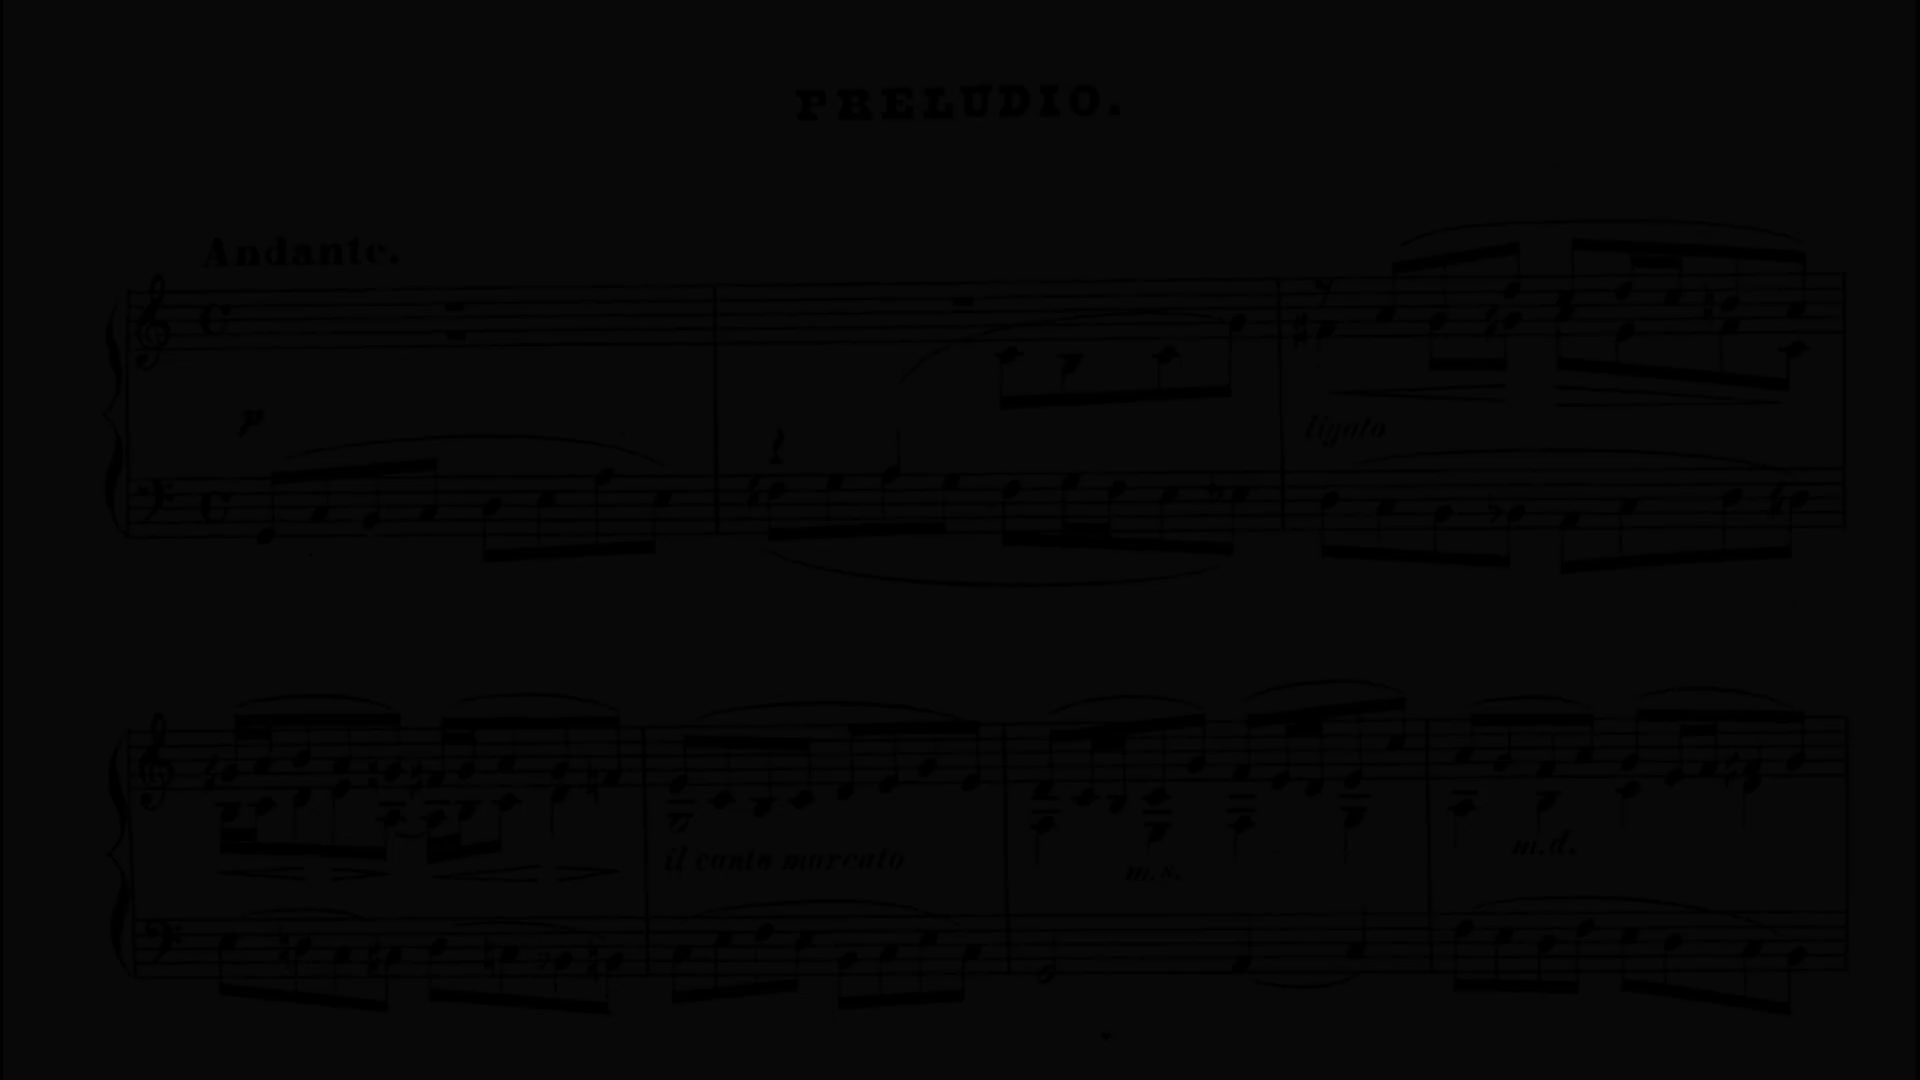 PRELUDIO.
Andante.
p
ligato
il canto marcato
m.s.
m.d.